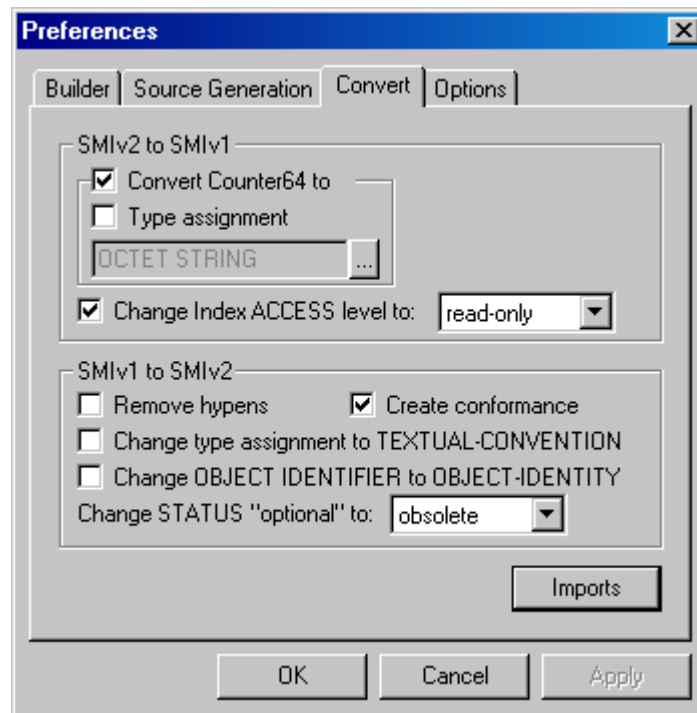 Preferences
Builder Source Generation Convert Options
SMIv2 to SMIv1
Convert Counter64 to
Type assignment
OCTET STRING ...
Change Index ACCESS level to: read-only
SMIv1 to SMIv2
Remove hypens Create conformance
Change type assignment to TEXTUAL-CONVENTION
Change OBJECT IDENTIFIER to OBJECT-IDENTITY
Change STATUS "optional" to: obsolete
Imports
OK Cancel Apply